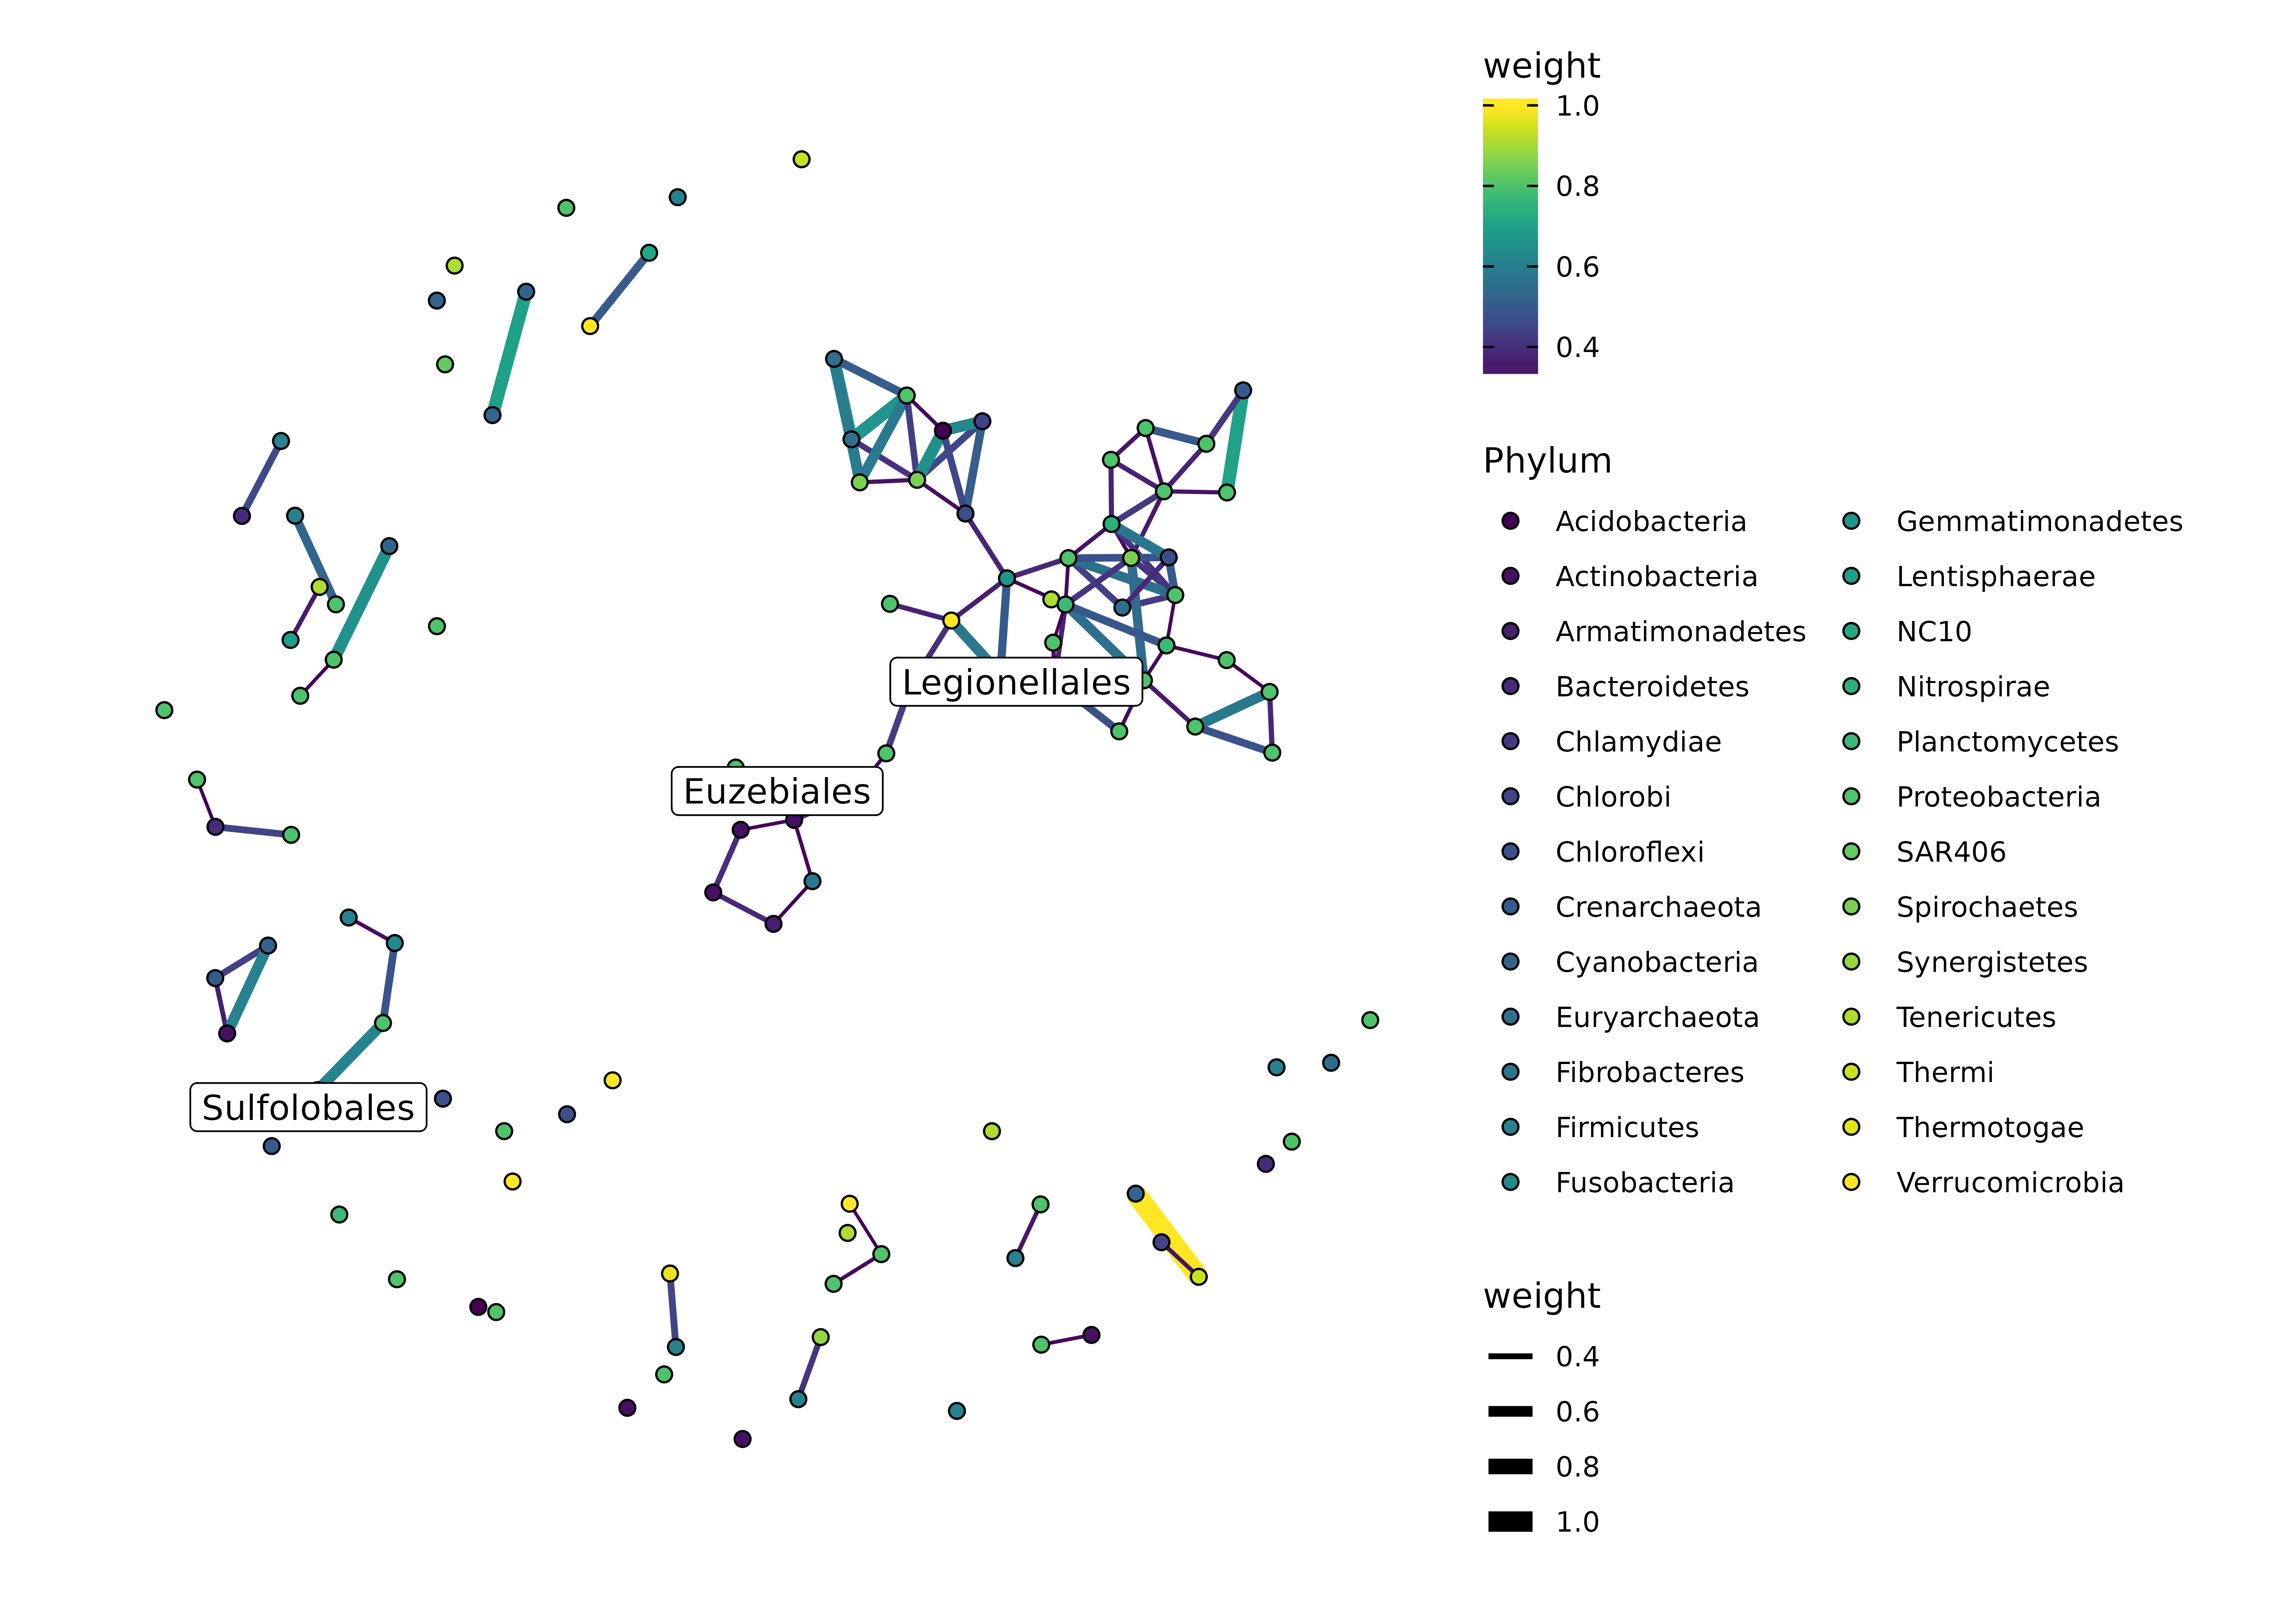 weight
1.0
0.8
0.6
0.4
Phylum
Acidobacteria
Actinobacteria
Armatimonadetes
Bacteroidetes
Chlamydiae
Chlorobi
Chloroflexi
Crenarchaeota
Cyanobacteria
Euryarchaeota
Fibrobacteres
Firmicutes
Fusobacteria
Gemmatimonadetes
Lentisphaerae
NC10
Nitrospirae
Planctomycetes
Proteobacteria
SAR406
Spirochaetes
Synergistetes
Tenericutes
Thermi
Thermotogae
Verrucomicrobia
weight
0.4
0.6
0.8
1.0
Legionellales
Euzebiales
Sulfolobales